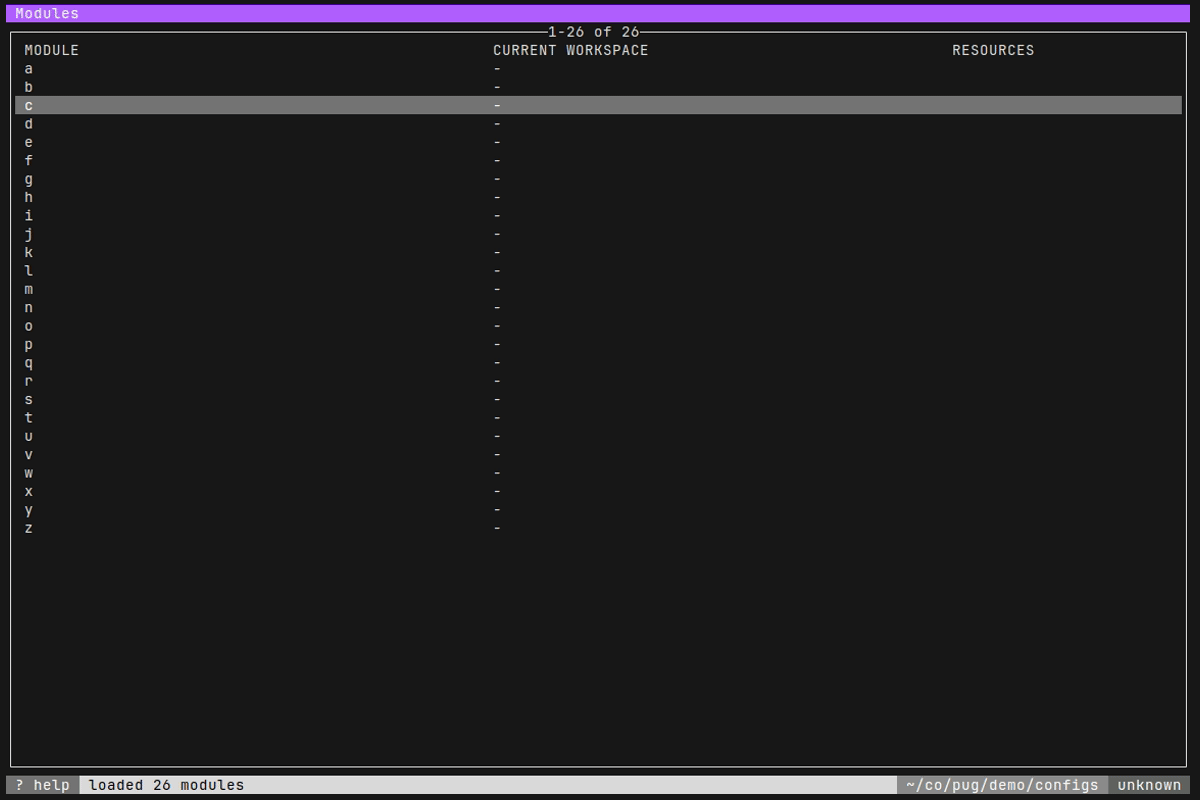 Modules
1-26 of 26
MODULE CURRENT WORKSPACE RESOURCES
a -
b -
c -
d -
e -
f -
g -
h -
i -
j -
k -
l -
m -
n -
o -
p -
q -
r -
s -
t -
u -
v -
w -
x -
y -
z -
? help loaded 26 modules ~/co/pug/demo/configs unknown